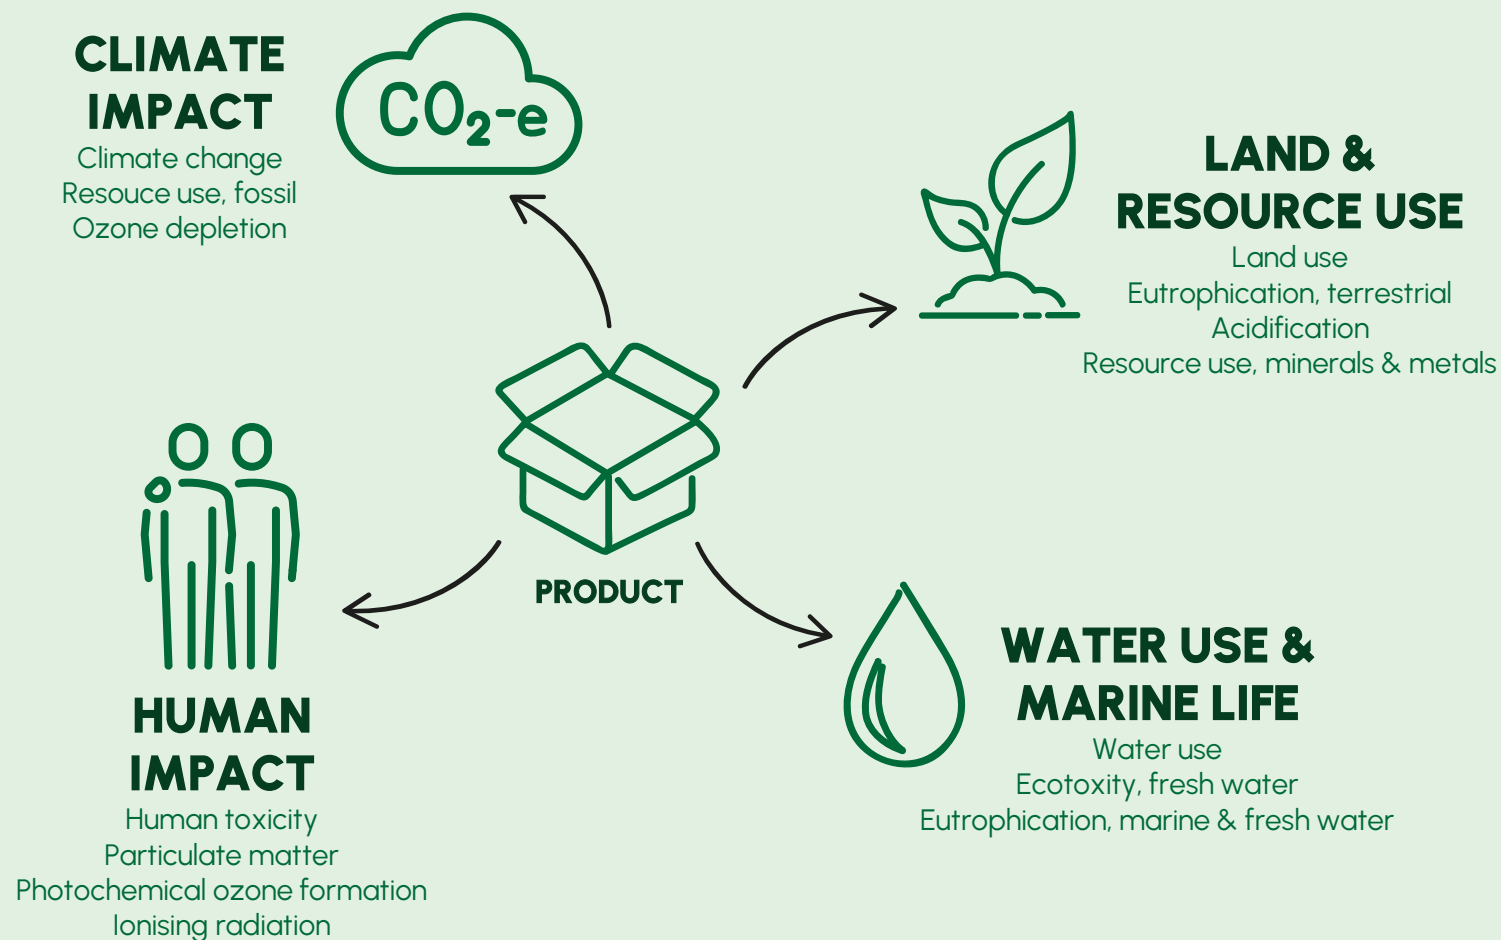 CLIMATE
IMPACT
Climate change
Resouce use, fossil
Ozone depletion
CO₂-e
LAND &
RESOURCE USE
Land use
Eutrophication, terrestrial
Acidification
Resource use, minerals & metals
PRODUCT
HUMAN
IMPACT
Human toxicity
Particulate matter
Photochemical ozone formation
Ionising radiation
WATER USE &
MARINE LIFE
Water use
Ecotoxity, fresh water
Eutrophication, marine & fresh water